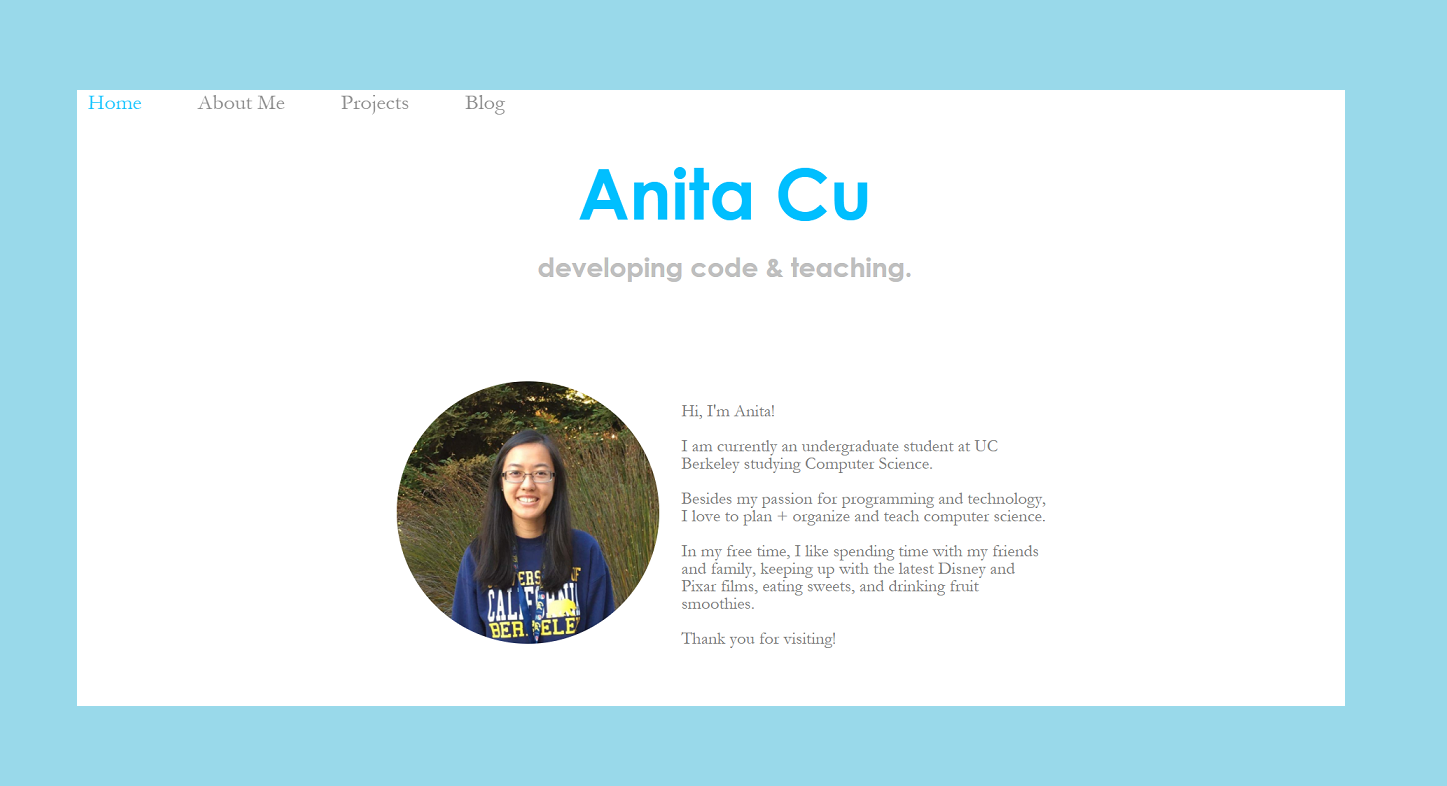 Home About Me Projects Blog
Anita Cu
developing code & teaching.
Hi, I'm Anita!
I am currently an undergraduate student at UC
Berkeley studying Computer Science.
Besides my passion for programming and technology,
I love to plan + organize and teach computer science.
In my free time, I like spending time with my friends
and family, keeping up with the latest Disney and
Pixar films, eating sweets, and drinking fruit
smoothies.
Thank you for visiting!